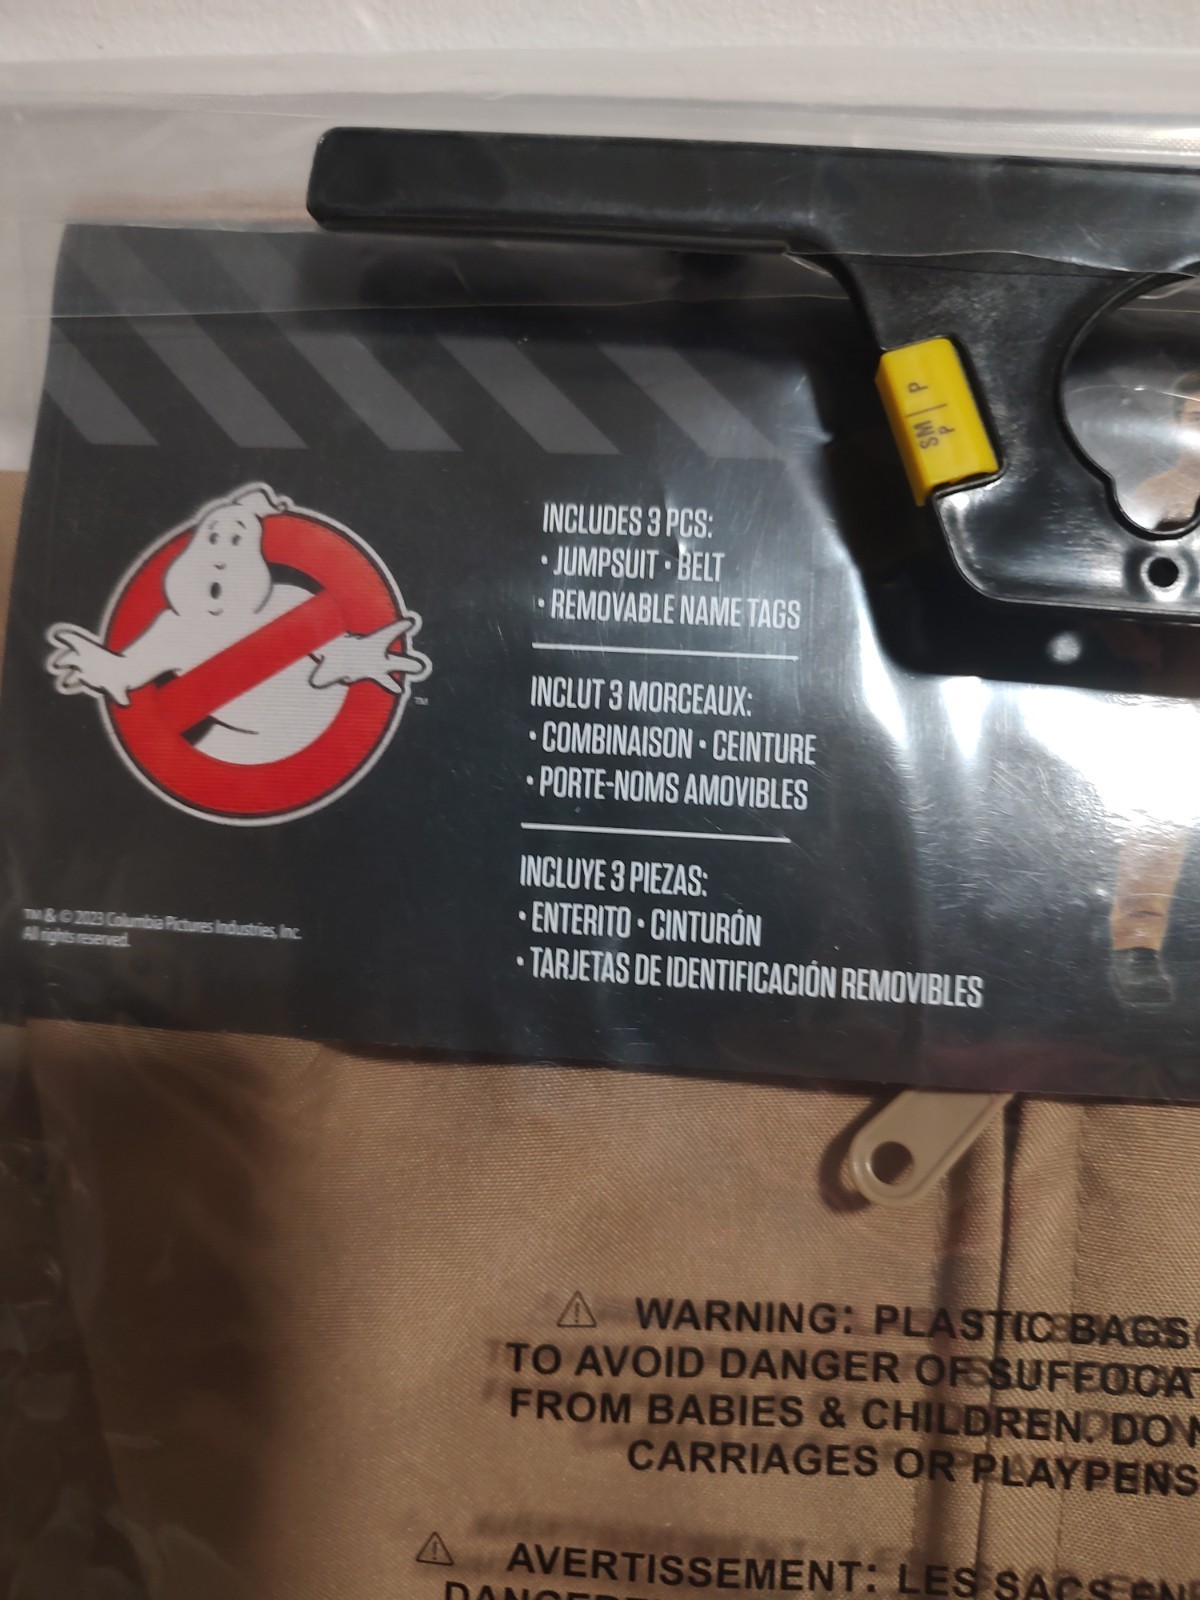 SM | P
P
INCLUDES 3 PCS:
• JUMPSUIT • BELT
• REMOVABLE NAME TAGS
INCLUT 3 MORCEAUX:
• COMBINAISON • CEINTURE
• PORTE-NOMS AMOVIBLES
INCLUYE 3 PIEZAS:
• ENTERITO • CINTURÓN
• TARJETAS DE IDENTIFICACIÓN REMOVIBLES
TM
TM & © 2023 Columbia Pictures Industries, Inc.
All rights reserved.
⚠ WARNING: PLASTIC BAGS
TO AVOID DANGER OF SUFFOCAT
FROM BABIES & CHILDREN. DO N
CARRIAGES OR PLAYPENS
⚠ AVERTISSEMENT: LES SACS EN